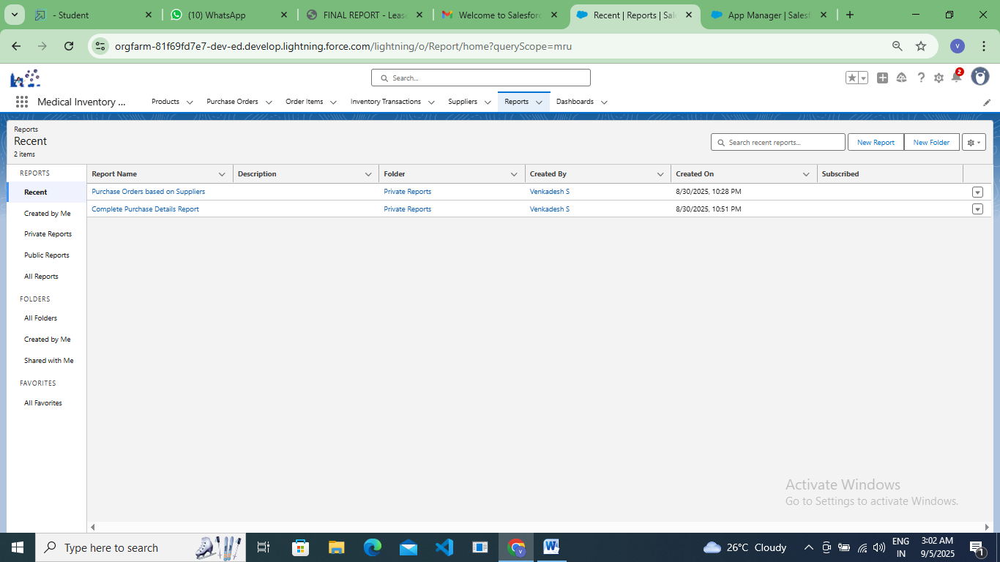 - Student
(10) WhatsApp
FINAL REPORT - Leas
Welcome to Salesforc
Recent | Reports | Sal
App Manager | Salesf
orgfarm-81f69fd7e7-dev-ed.develop.lightning.force.com/lightning/o/Report/home?queryScope=mru
V
Search...
2
Medical Inventory ...
Products
Purchase Orders
Order Items
Inventory Transactions
Suppliers
Reports
Dashboards
Reports
Recent
2 items
Search recent reports...
New Report
New Folder
REPORTS
Recent
Created by Me
Private Reports
Public Reports
All Reports
FOLDERS
All Folders
Created by Me
Shared with Me
FAVORITES
All Favorites
Report Name Description Folder Created By Created On Subscribed
Purchase Orders based on Suppliers Private Reports Venkadesh S 8/30/2025, 10:28 PM
Complete Purchase Details Report Private Reports Venkadesh S 8/30/2025, 10:51 PM
Activate Windows
Go to Settings to activate Windows.
Type here to search
26°C Cloudy
ENG
IN
3:02 AM
9/5/2025
1